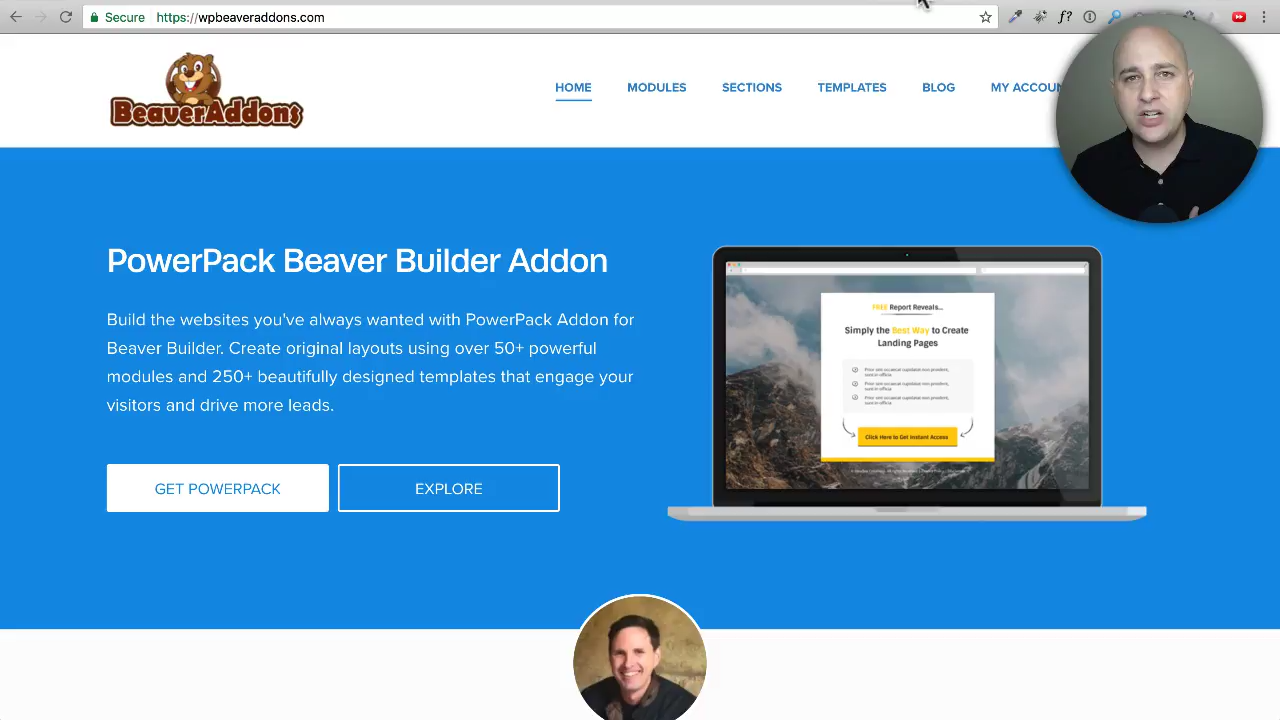 Secure https://wpbeaveraddons.com
BeaverAddons
HOME MODULES SECTIONS TEMPLATES BLOG MY ACCOUN
PowerPack Beaver Builder Addon
Build the websites you've always wanted with PowerPack Addon for
Beaver Builder. Create original layouts using over 50+ powerful
modules and 250+ beautifully designed templates that engage your
visitors and drive more leads.
GET POWERPACK EXPLORE
FREE Report Reveals...
Simply the Best Way to Create
Landing Pages
Click Here to Get Instant Access